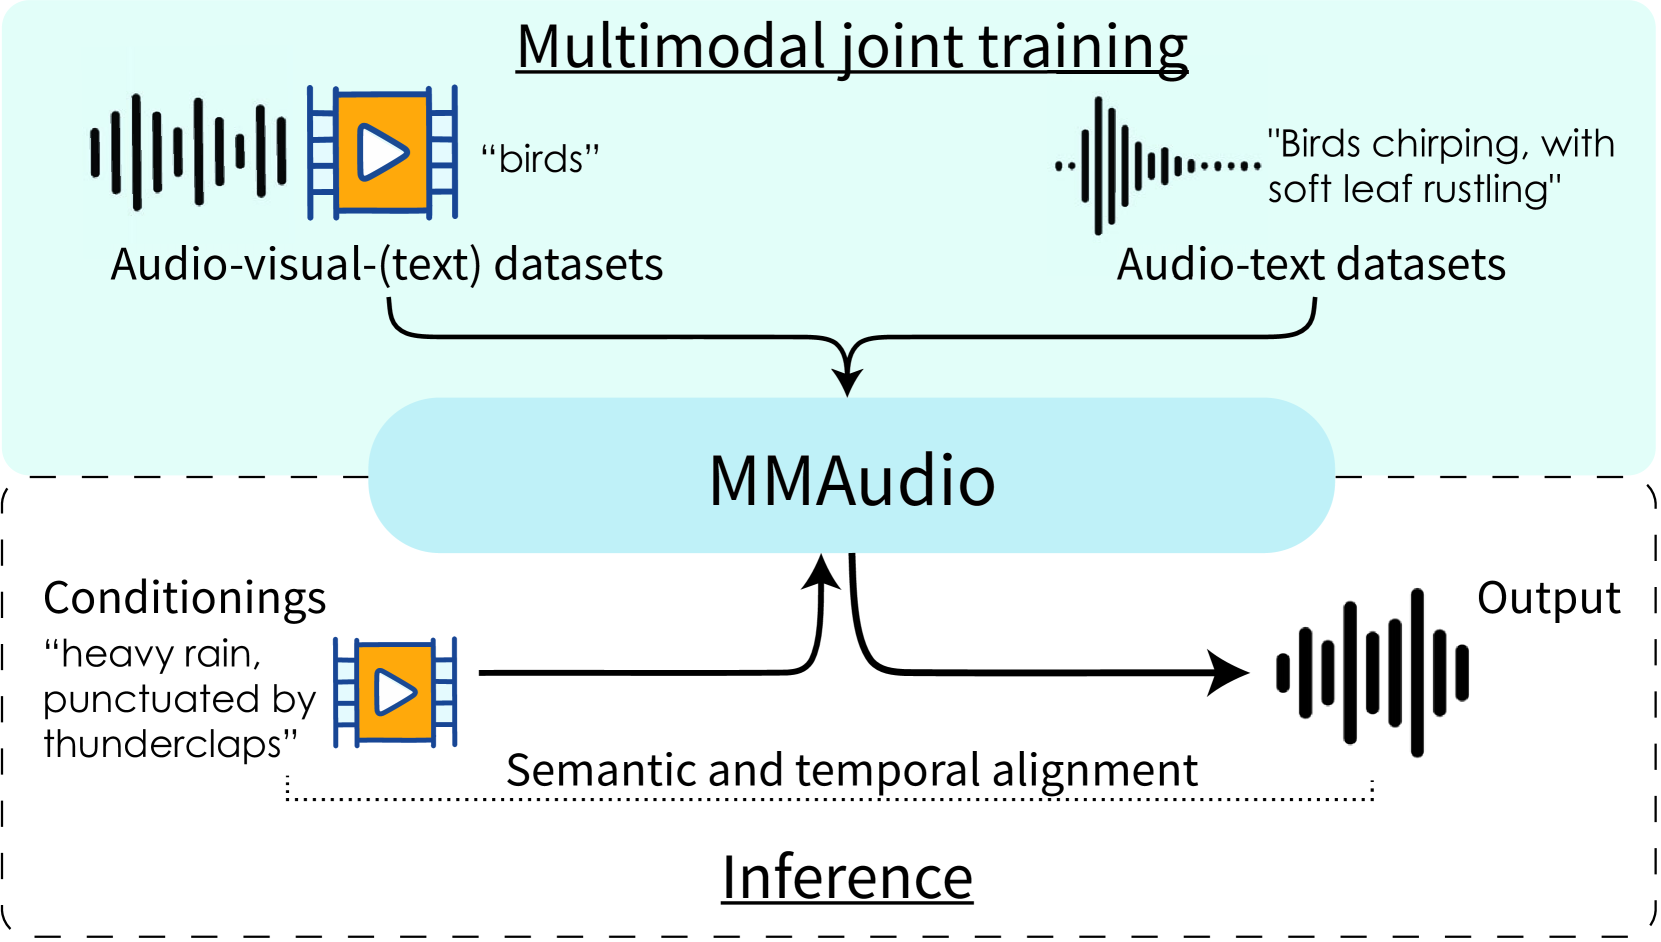 Multimodal joint training
“birds”
"Birds chirping, with
soft leaf rustling"
Audio-visual-(text) datasets
Audio-text datasets
MMAudio
Conditionings
“heavy rain,
punctuated by
thunderclaps”
Output
Semantic and temporal alignment
Inference